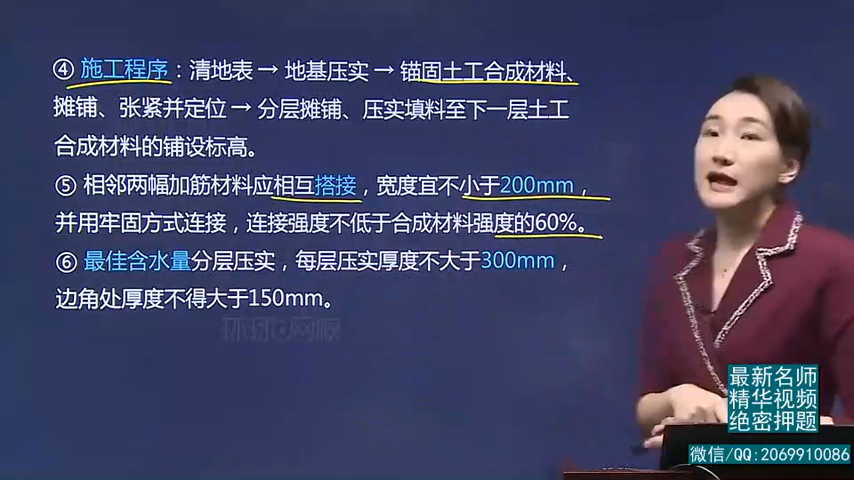 ④ 施工程序：清地表→ 地基压实→ 锚固土工合成材料、
摊铺、张紧并定位→ 分层摊铺、压实填料至下一层土工
合成材料的铺设标高。
⑤ 相邻两幅加筋材料应相互搭接，宽度宜不小于200mm，
并用牢固方式连接，连接强度不低于合成材料强度的60%。
⑥ 最佳含水量分层压实，每层压实厚度不大于300mm，
边角处厚度不得大于150mm。
最新名师
精华视频
绝密押题
微信/QQ:2069910086